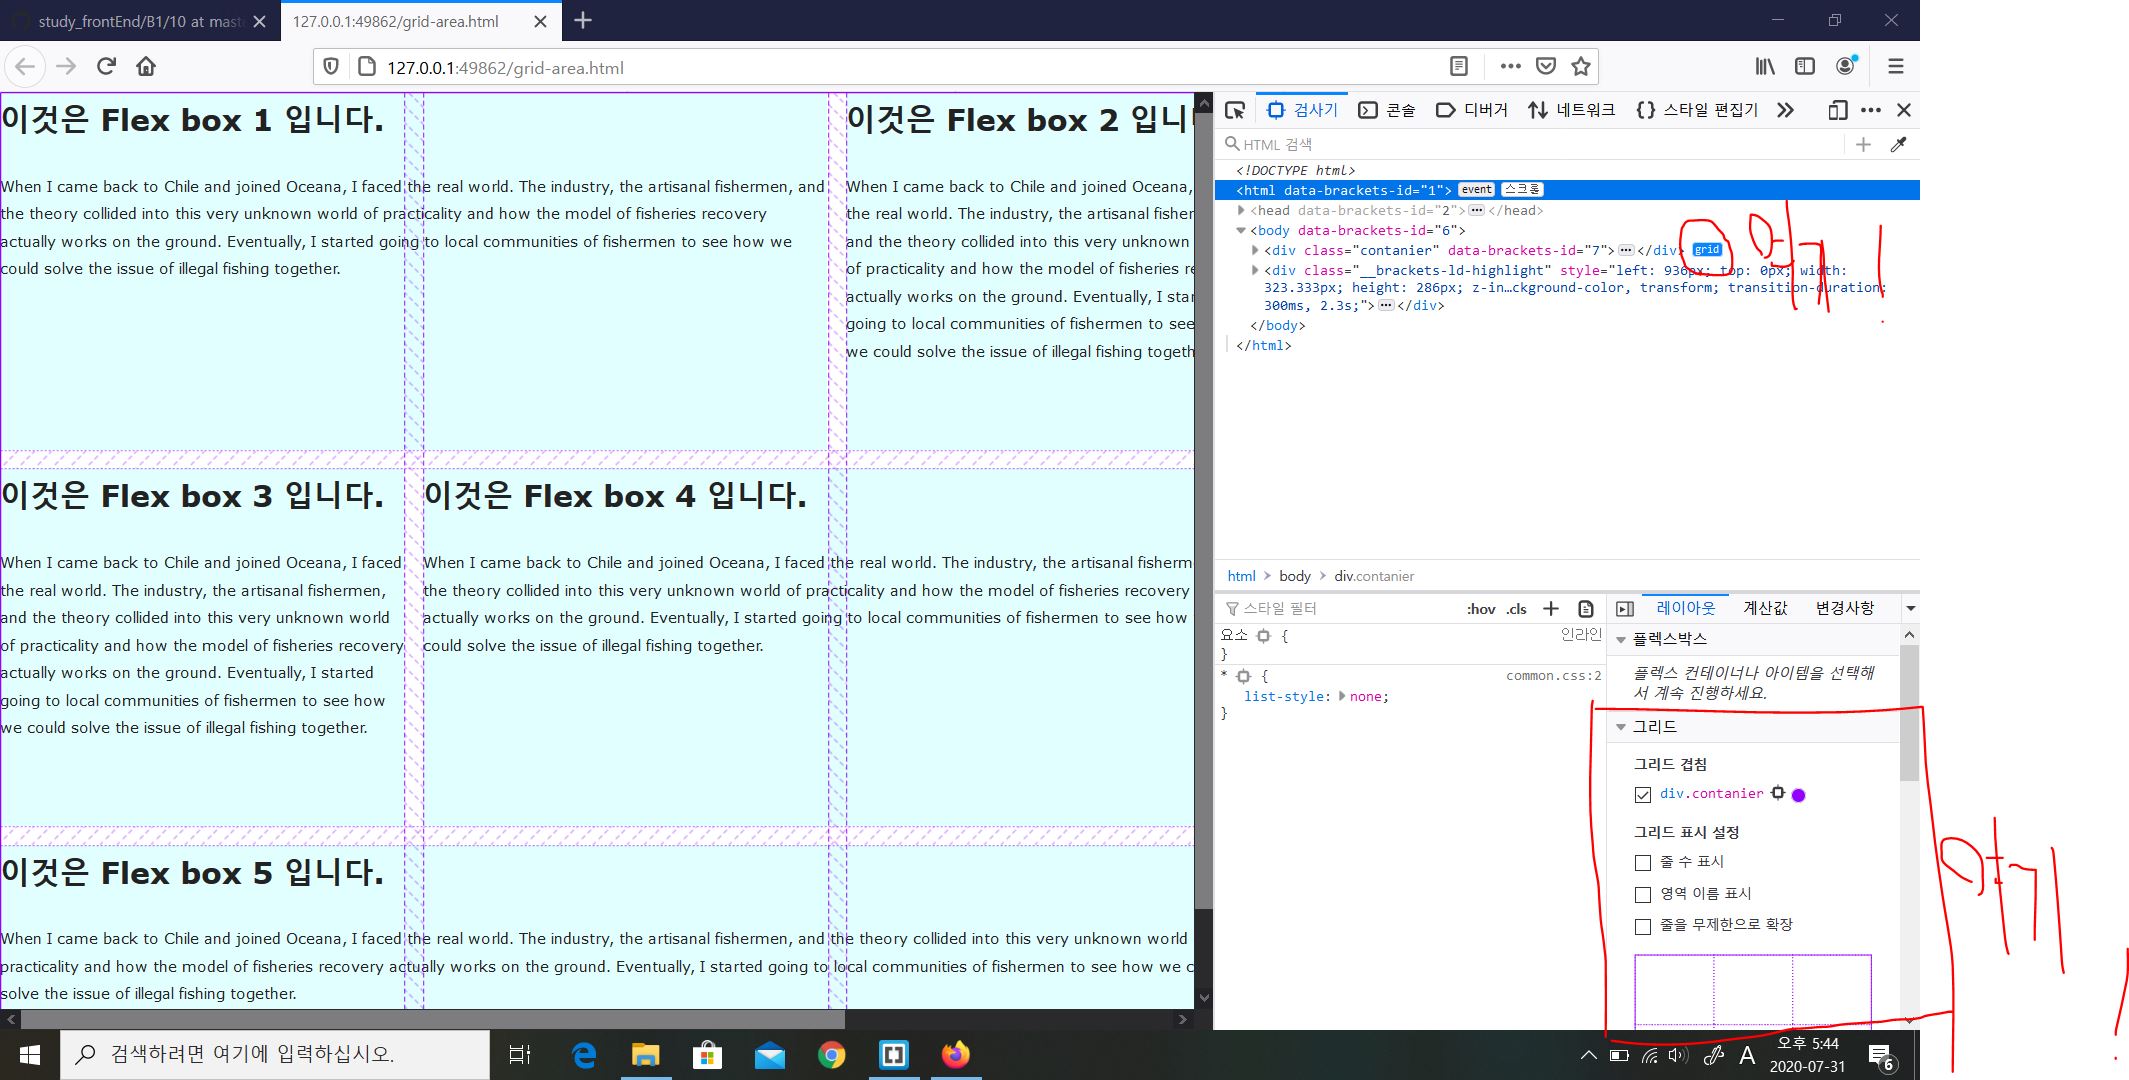 study_frontEnd/B1/10 at mast
127.0.0.1:49862/grid-area.html
127.0.0.1:49862/grid-area.html
이것은 Flex box 1 입니다.
When I came back to Chile and joined Oceana, I faced the real world. The industry, the artisanal fishermen, and
the theory collided into this very unknown world of practicality and how the model of fisheries recovery
actually works on the ground. Eventually, I started going to local communities of fishermen to see how we
could solve the issue of illegal fishing together.
이것은 Flex box 2 입니
When I came back to Chile and joined Oceana,
the real world. The industry, the artisanal fisher
and the theory collided into this very unknown
of practicality and how the model of fisheries re
actually works on the ground. Eventually, I star
going to local communities of fishermen to see
we could solve the issue of illegal fishing togeth
이것은 Flex box 3 입니다.
When I came back to Chile and joined Oceana, I faced
the real world. The industry, the artisanal fishermen,
and the theory collided into this very unknown world
of practicality and how the model of fisheries recovery
actually works on the ground. Eventually, I started
going to local communities of fishermen to see how
we could solve the issue of illegal fishing together.
이것은 Flex box 4 입니다.
When I came back to Chile and joined Oceana, I faced the real world. The industry, the artisanal fisherm
the theory collided into this very unknown world of practicality and how the model of fisheries recovery
actually works on the ground. Eventually, I started going to local communities of fishermen to see how
could solve the issue of illegal fishing together.
이것은 Flex box 5 입니다.
When I came back to Chile and joined Oceana, I faced the real world. The industry, the artisanal fishermen, and the theory collided into this very unknown world
practicality and how the model of fisheries recovery actually works on the ground. Eventually, I started going to local communities of fishermen to see how we c
solve the issue of illegal fishing together.
검사기 콘솔 디버거 네트워크 {} 스타일 편집기
HTML 검색
<!DOCTYPE html>
<html data-brackets-id="1"> event 스크롤
<head data-brackets-id="2"></head>
<body data-brackets-id="6">
<div class="contanier" data-brackets-id="7"></div> grid
<div class="__brackets-ld-highlight" style="left: 936px; top: 0px; width:
323.333px; height: 286px; z-in…ckground-color, transform; transition-duration:
300ms, 2.3s;"></div>
</body>
</html>
여기!
html > body > div.contanier
스타일 필터 :hov .cls +
요소 { 인라인
}
* { common.css:2
list-style: none;
}
레이아웃 계산값 변경사항
플렉스박스
플렉스 컨테이너나 아이템을 선택해
서 계속 진행하세요.
그리드
그리드 겹침
div.contanier
그리드 표시 설정
줄 수 표시
영역 이름 표시
줄을 무제한으로 확장
여기!
검색하려면 여기에 입력하십시오.
A
오후 5:44
2020-07-31
6